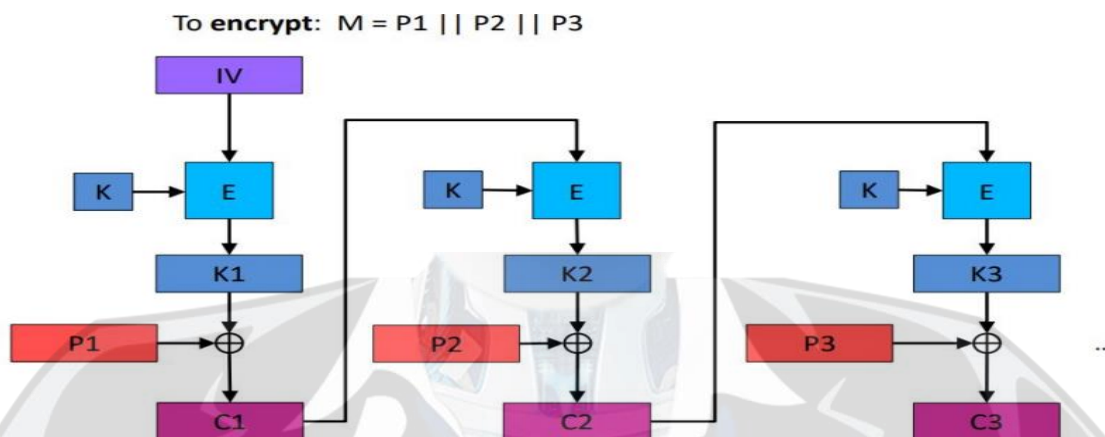 To encrypt: M = P1 || P2 || P3
IV
K E K E K E
K1 K2 K3
P1 P2 P3 ..
C1 C2 C3